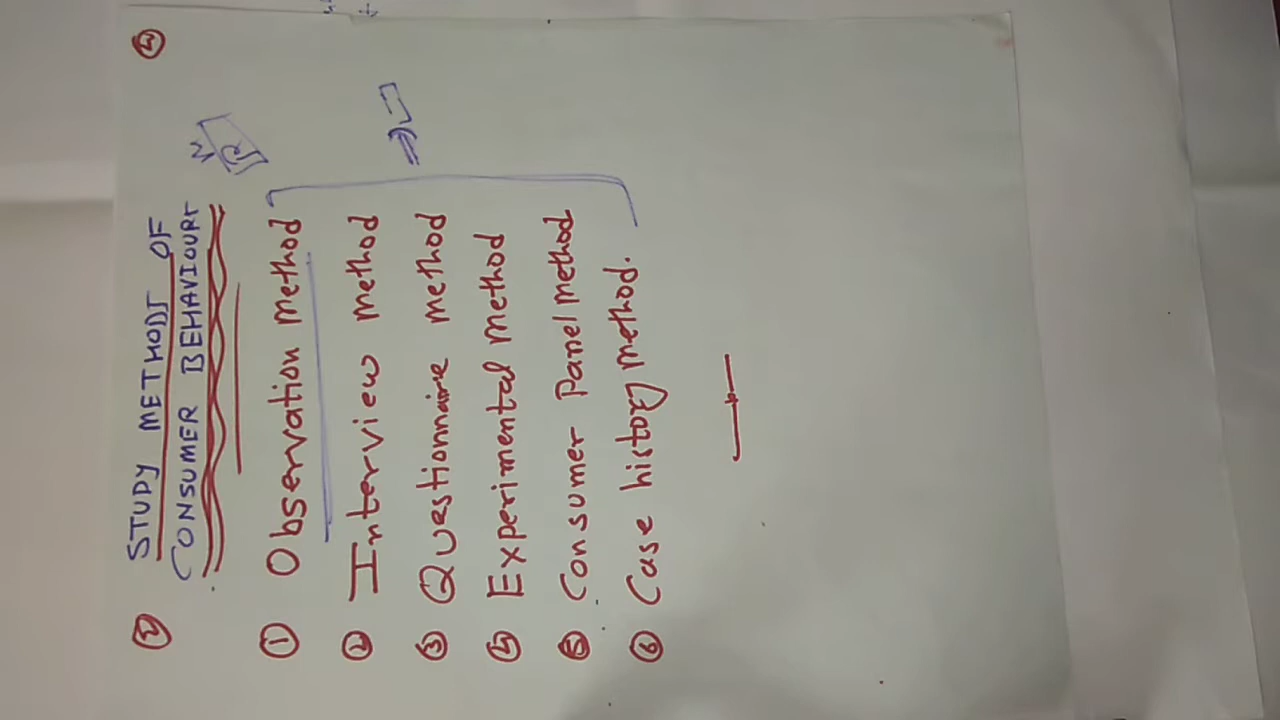 STUDY METHODS OF
CONSUMER BEHAVIOUR
① Observation Method
② Interview Method
③ Questionnaire Method
④ Experimental Method
⑤ Consumer Panel Method
⑥ Case history Method.